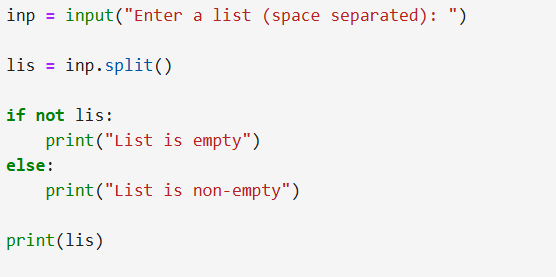 inp = input("Enter a list (space separated): ")
lis = inp.split()
if not lis:
    print("List is empty")
else:
    print("List is non-empty")
print(lis)